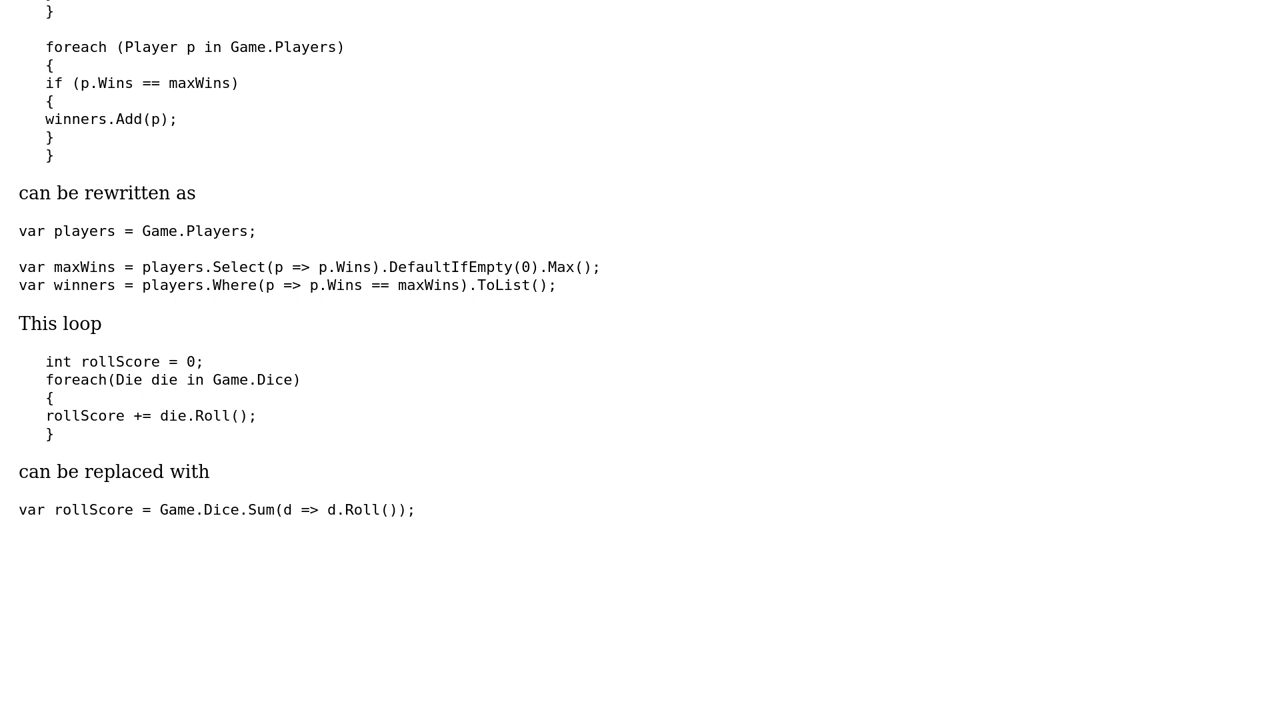 }
foreach (Player p in Game.Players)
{
if (p.Wins == maxWins)
{
winners.Add(p);
}
}
can be rewritten as
var players = Game.Players;
var maxWins = players.Select(p => p.Wins).DefaultIfEmpty(0).Max();
var winners = players.Where(p => p.Wins == maxWins).ToList();
This loop
int rollScore = 0;
foreach(Die die in Game.Dice)
{
rollScore += die.Roll();
}
can be replaced with
var rollScore = Game.Dice.Sum(d => d.Roll());